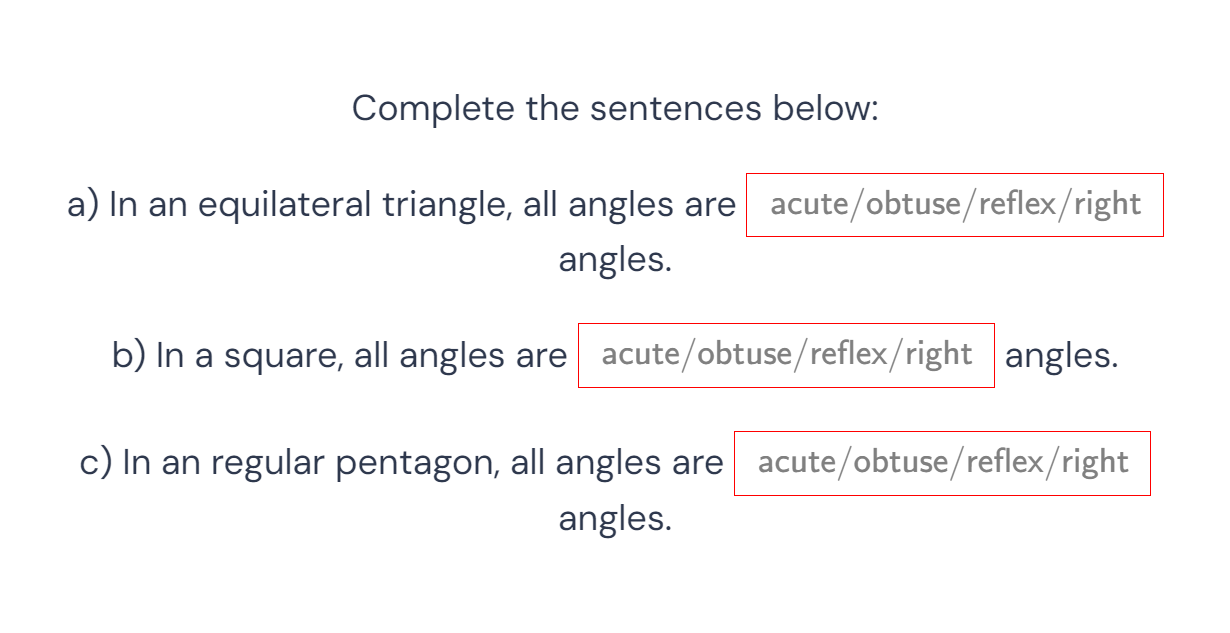 Complete the sentences below:
a) In an equilateral triangle, all angles are acute/obtuse/reflex/right
angles.
b) In a square, all angles are acute/obtuse/reflex/right angles.
c) In an regular pentagon, all angles are acute/obtuse/reflex/right
angles.